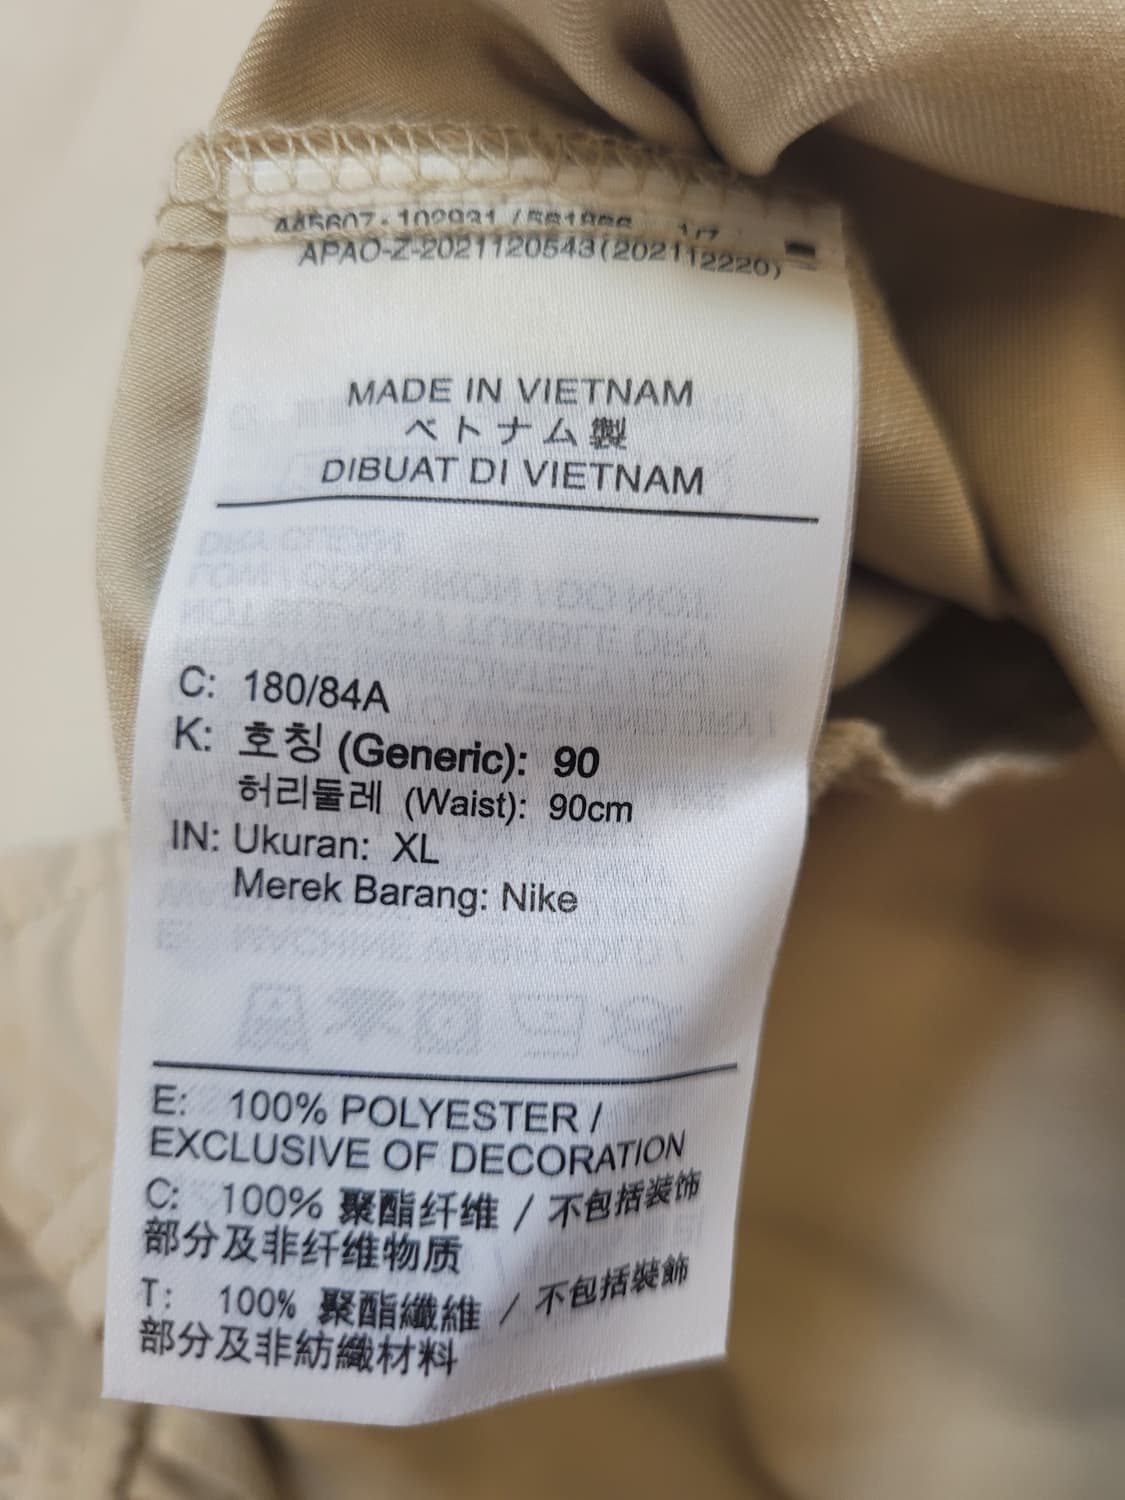 APAO-Z-2021120543(202112220)
MADE IN VIETNAM
ベトナム製
DIBUAT DI VIETNAM
C: 180/84A
K: 호칭 (Generic): 90
허리둘레 (Waist): 90cm
IN: Ukuran: XL
Merek Barang: Nike
E: 100% POLYESTER /
EXCLUSIVE OF DECORATION
C: 100% 聚酯纤维 / 不包括装饰
部分及非纤维物质
T: 100% 聚酯纖維 / 不包括裝飾
部分及非紡織材料